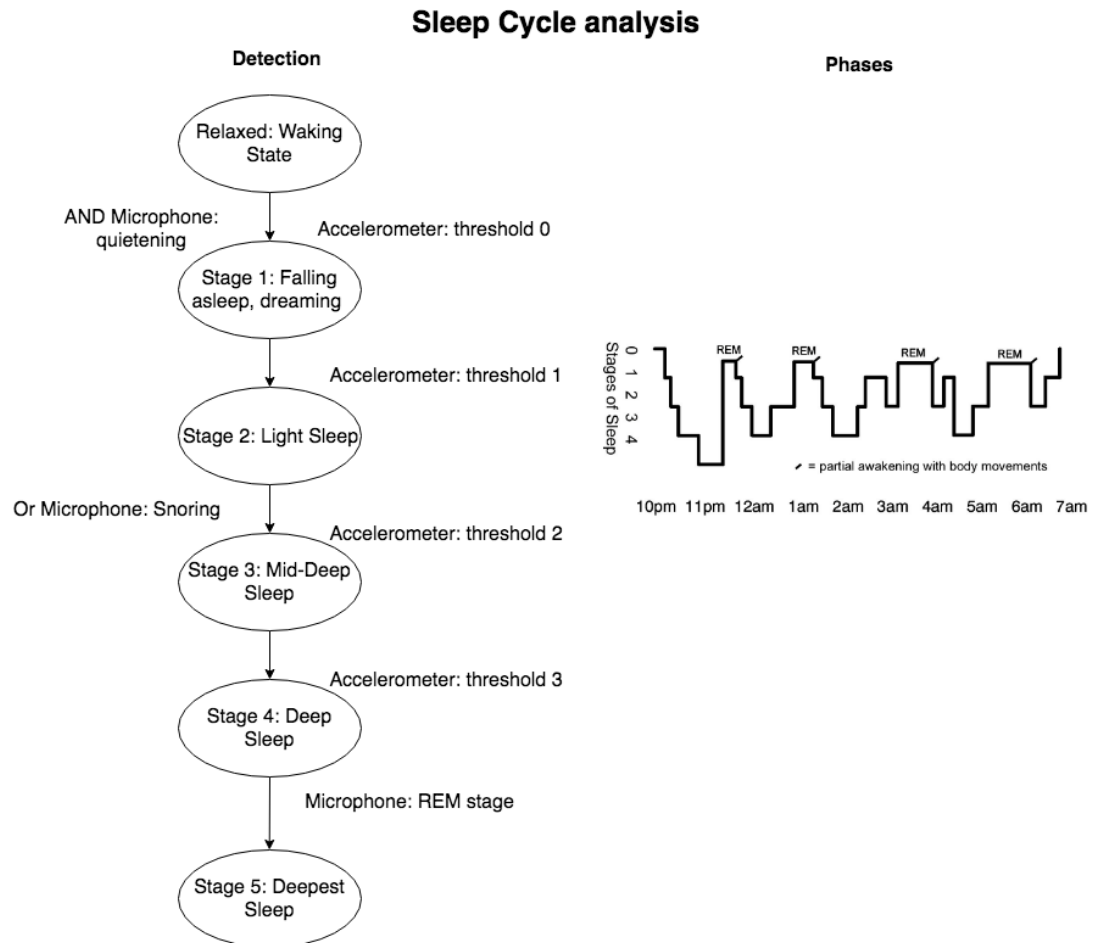 Sleep Cycle analysis
Detection
Relaxed: Waking
State
AND Microphone:
quietening
Accelerometer: threshold 0
Stage 1: Falling
asleep, dreaming
Accelerometer: threshold 1
Stage 2: Light Sleep
Or Microphone: Snoring
Accelerometer: threshold 2
Stage 3: Mid-Deep
Sleep
Accelerometer: threshold 3
Stage 4: Deep
Sleep
Microphone: REM stage
Stage 5: Deepest
Sleep
Phases
Stages of Sleep
0 1 2 3 4
REM
REM
REM
REM
= partial awakening with body movements
10pm 11pm 12am 1am 2am 3am 4am 5am 6am 7am